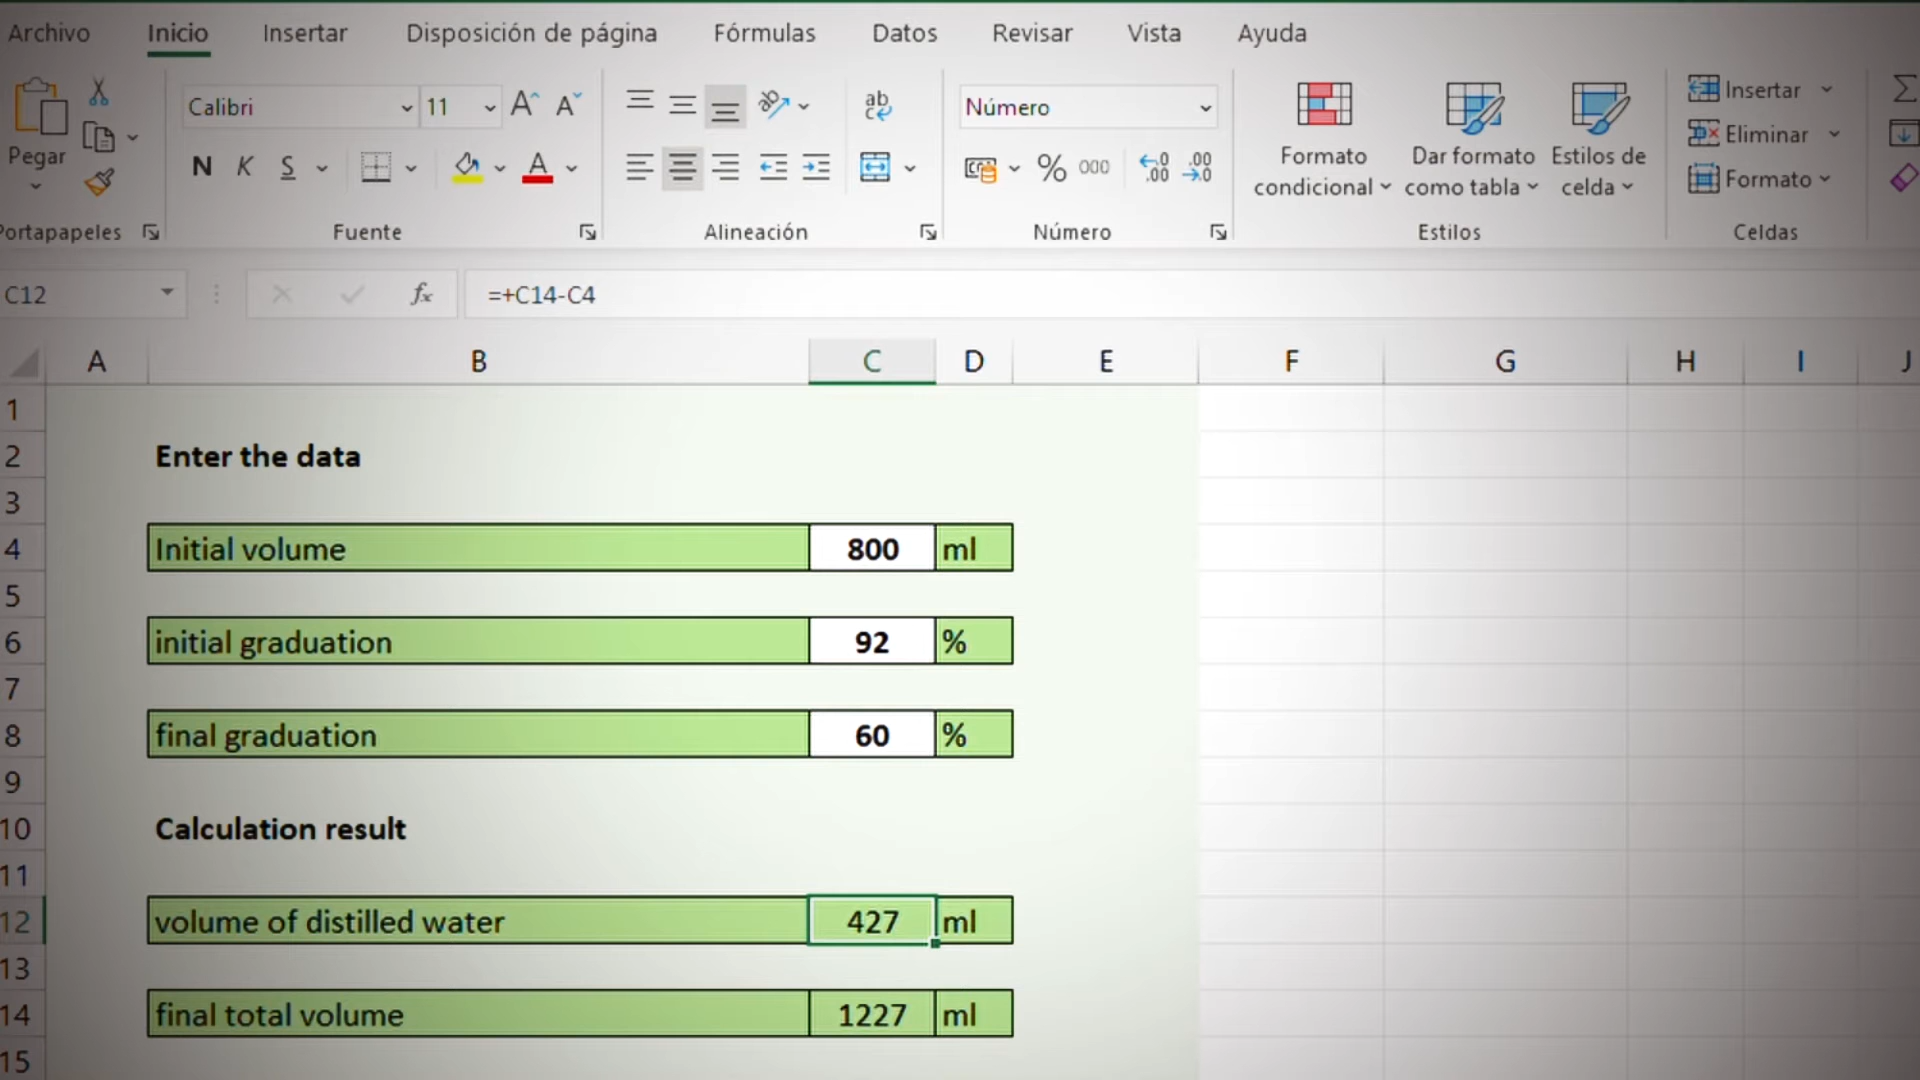 Archivo Inicio Insertar Disposición de página Fórmulas Datos Revisar Vista Ayuda
Calibri 11 A A ab c Número Insertar
Pegar N K S A % 000 Formato condicional Dar formato como tabla Estilos de celda Eliminar
Formato
Portapapeles Fuente Alineación Número Estilos Celdas
C12 fx =+C14-C4
A B C D E F G H I J
1
2 Enter the data
3
4 Initial volume 800 ml
5
6 initial graduation 92 %
7
8 final graduation 60 %
9
10 Calculation result
11
12 volume of distilled water 427 ml
13
14 final total volume 1227 ml
15